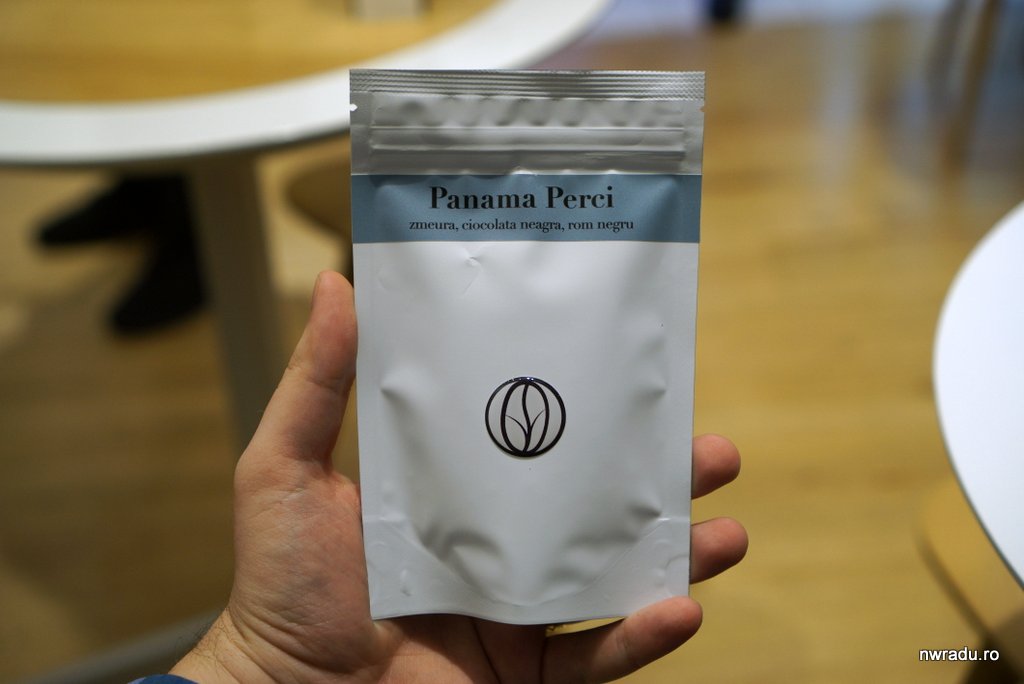 Panama Perci
zmeura, ciocolata neagra, rom negru
nwradu.ro